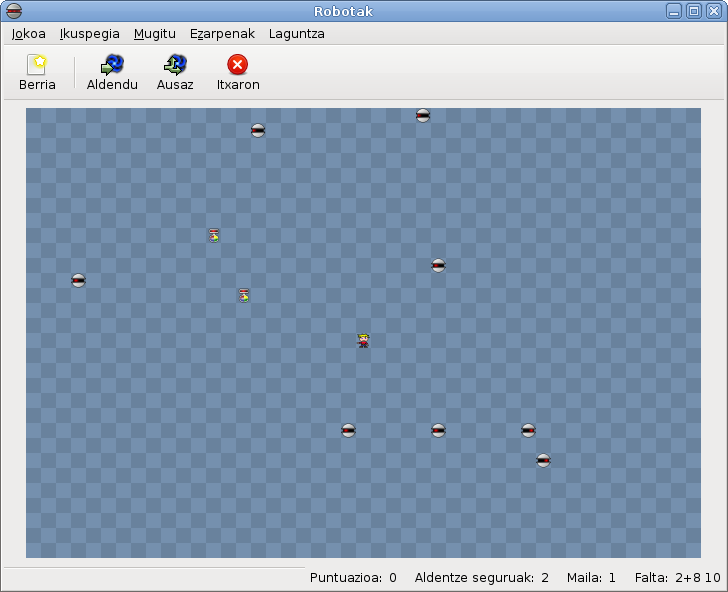 Robotak
Jokoa Ikuspegia Mugitu Ezarpenak Laguntza
Berria Aldendu Ausaz Itxaron
Puntuazioa: 0 Aldentze seguruak: 2 Maila: 1 Falta: 2+8 10